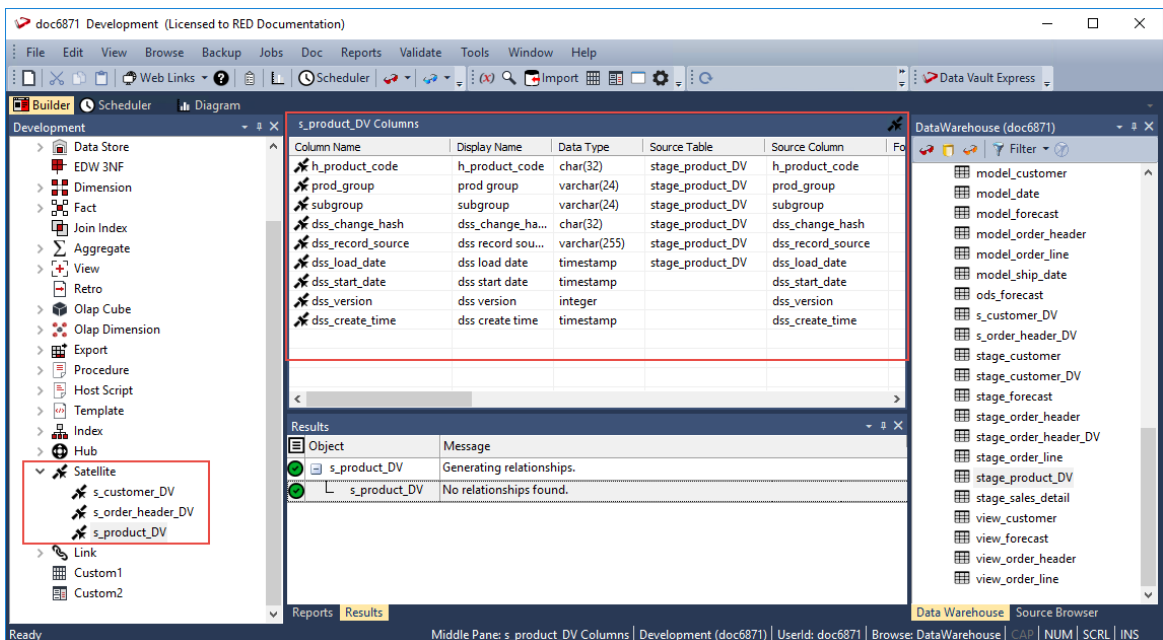 doc6871 Development (Licensed to RED Documentation)
File Edit View Browse Backup Jobs Doc Reports Validate Tools Window Help
Web Links Scheduler (x) Import Data Vault Express
Builder Scheduler Diagram
Development
Data Store
EDW 3NF
Dimension
Fact
Join Index
Aggregate
View
Retro
Olap Cube
Olap Dimension
Export
Procedure
Host Script
Template
Index
Hub
Satellite
s_customer_DV
s_order_header_DV
s_product_DV
Link
Custom1
Custom2
s_product_DV Columns
Column Name Display Name Data Type Source Table Source Column Fo
h_product_code h_product_code char(32) stage_product_DV h_product_code
prod_group prod group varchar(24) stage_product_DV prod_group
subgroup subgroup varchar(24) stage_product_DV subgroup
dss_change_hash dss_change_ha... char(32) stage_product_DV dss_change_hash
dss_record_source dss record sou... varchar(255) stage_product_DV dss_record_source
dss_load_date dss load date timestamp stage_product_DV dss_load_date
dss_start_date dss start date timestamp dss_start_date
dss_version dss version integer dss_version
dss_create_time dss create time timestamp dss_create_time
Results
Object Message
s_product_DV Generating relationships.
s_product_DV No relationships found.
Reports Results
DataWarehouse (doc6871)
Filter
model_customer
model_date
model_forecast
model_order_header
model_order_line
model_ship_date
ods_forecast
s_customer_DV
s_order_header_DV
stage_customer
stage_customer_DV
stage_forecast
stage_order_header
stage_order_header_DV
stage_order_line
stage_product_DV
stage_sales_detail
view_customer
view_forecast
view_order_header
view_order_line
Data Warehouse Source Browser
Ready Middle Pane: s_product_DV Columns Development (doc6871) UserId: doc6871 Browse: DataWarehouse CAP NUM SCRL INS